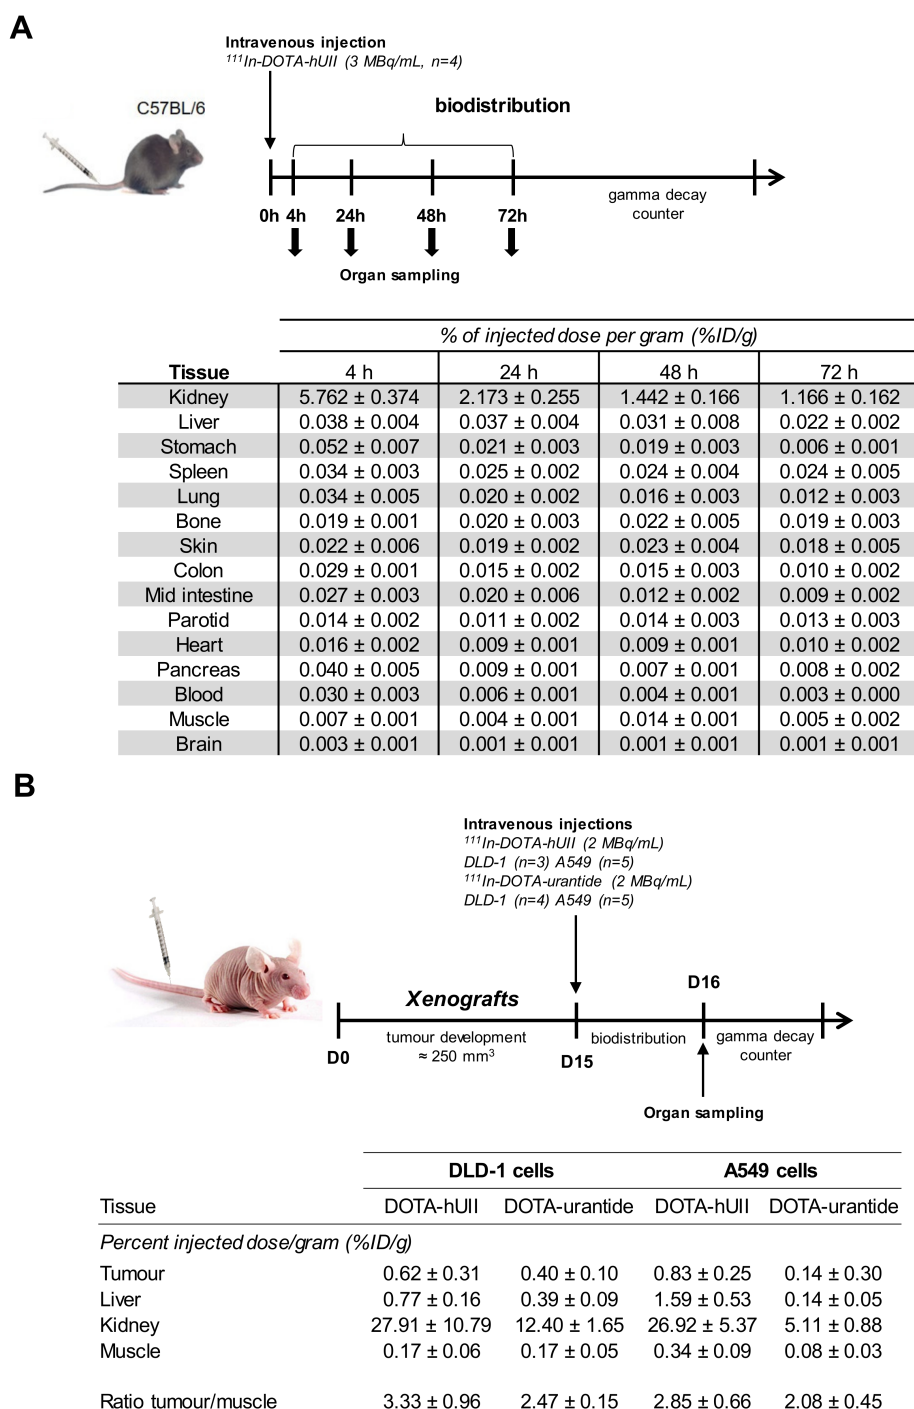 A
Intravenous injection
¹¹¹In-DOTA-hUII (3 MBq/mL, n=4)
C57BL/6
biodistribution
0h 4h 24h 48h 72h
gamma decay
counter
Organ sampling
% of injected dose per gram (%ID/g)
Tissue 4 h 24 h 48 h 72 h
Kidney 5.762 ± 0.374 2.173 ± 0.255 1.442 ± 0.166 1.166 ± 0.162
Liver 0.038 ± 0.004 0.037 ± 0.004 0.031 ± 0.008 0.022 ± 0.002
Stomach 0.052 ± 0.007 0.021 ± 0.003 0.019 ± 0.003 0.006 ± 0.001
Spleen 0.034 ± 0.003 0.025 ± 0.002 0.024 ± 0.004 0.024 ± 0.005
Lung 0.034 ± 0.005 0.020 ± 0.002 0.016 ± 0.003 0.012 ± 0.003
Bone 0.019 ± 0.001 0.020 ± 0.003 0.022 ± 0.005 0.019 ± 0.003
Skin 0.022 ± 0.006 0.019 ± 0.002 0.023 ± 0.004 0.018 ± 0.005
Colon 0.029 ± 0.001 0.015 ± 0.002 0.015 ± 0.003 0.010 ± 0.002
Mid intestine 0.027 ± 0.003 0.020 ± 0.006 0.012 ± 0.002 0.009 ± 0.002
Parotid 0.014 ± 0.002 0.011 ± 0.002 0.014 ± 0.003 0.013 ± 0.003
Heart 0.016 ± 0.002 0.009 ± 0.001 0.009 ± 0.001 0.010 ± 0.002
Pancreas 0.040 ± 0.005 0.009 ± 0.001 0.007 ± 0.001 0.008 ± 0.002
Blood 0.030 ± 0.003 0.006 ± 0.001 0.004 ± 0.001 0.003 ± 0.000
Muscle 0.007 ± 0.001 0.004 ± 0.001 0.014 ± 0.001 0.005 ± 0.002
Brain 0.003 ± 0.001 0.001 ± 0.001 0.001 ± 0.001 0.001 ± 0.001
B
Intravenous injections
¹¹¹In-DOTA-hUII (2 MBq/mL)
DLD-1 (n=3) A549 (n=5)
¹¹¹In-DOTA-urantide (2 MBq/mL)
DLD-1 (n=4) A549 (n=5)
D16
Xenografts
tumour development
≈ 250 mm³
biodistribution
gamma decay
counter
D0
D15
Organ sampling
DLD-1 cells A549 cells
Tissue DOTA-hUII DOTA-urantide DOTA-hUII DOTA-urantide
Percent injected dose/gram (%ID/g)
Tumour 0.62 ± 0.31 0.40 ± 0.10 0.83 ± 0.25 0.14 ± 0.30
Liver 0.77 ± 0.16 0.39 ± 0.09 1.59 ± 0.53 0.14 ± 0.05
Kidney 27.91 ± 10.79 12.40 ± 1.65 26.92 ± 5.37 5.11 ± 0.88
Muscle 0.17 ± 0.06 0.17 ± 0.05 0.34 ± 0.09 0.08 ± 0.03
Ratio tumour/muscle 3.33 ± 0.96 2.47 ± 0.15 2.85 ± 0.66 2.08 ± 0.45